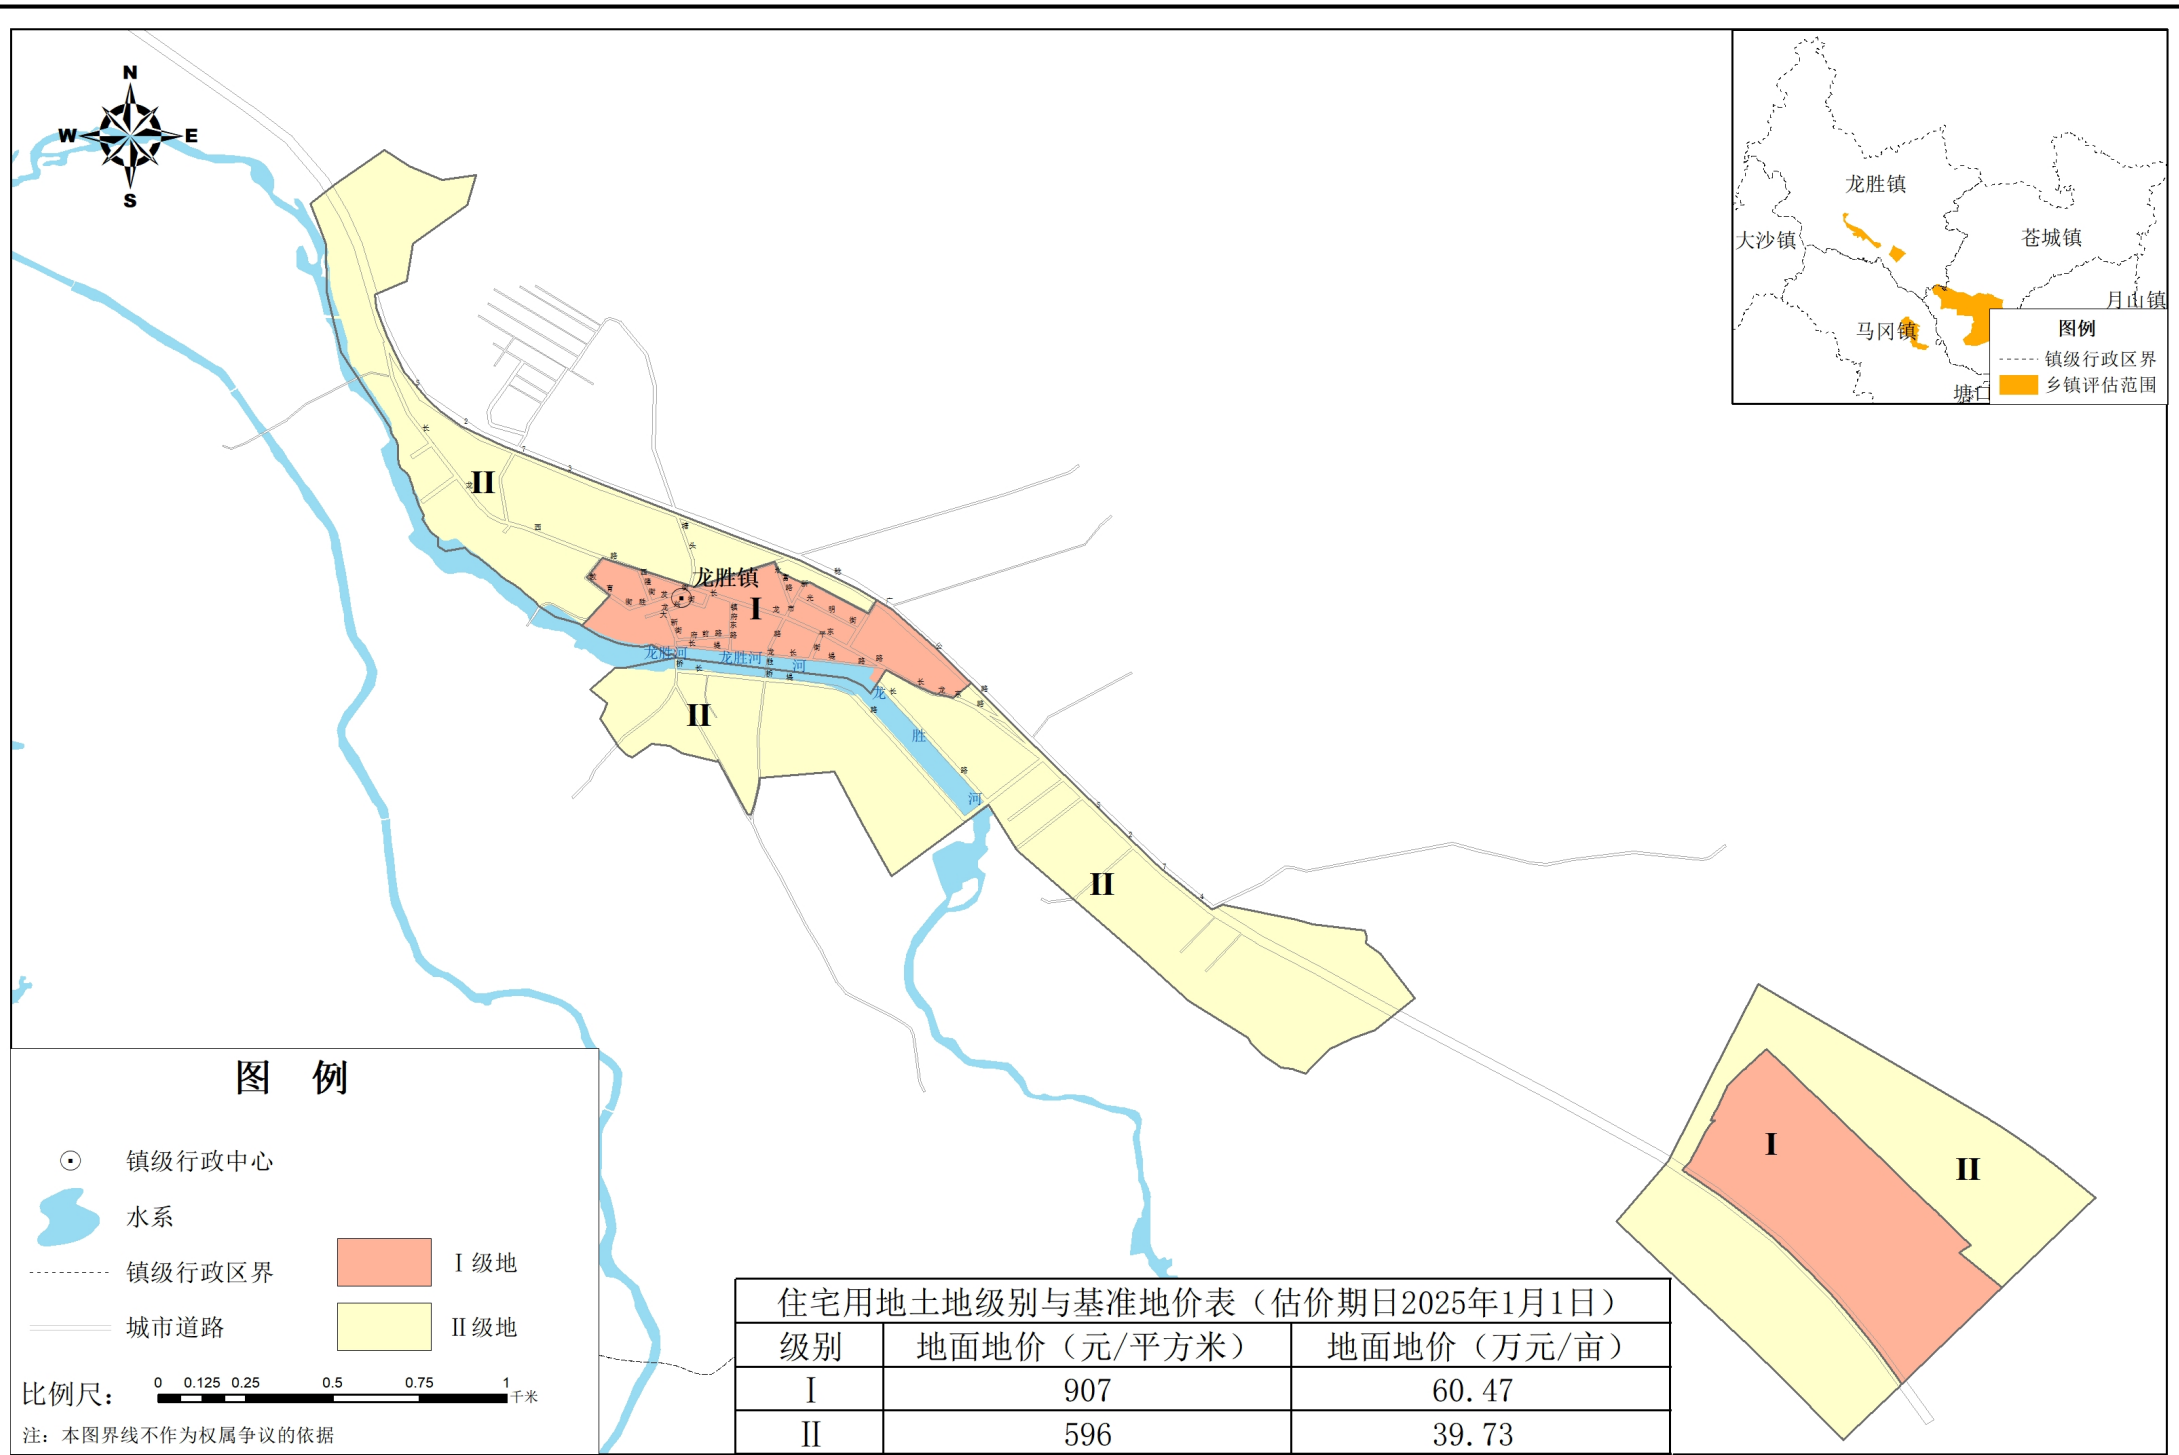 N
W E
S
龙胜镇
大沙镇
苍城镇
月山镇
马冈镇
塘口
图例
镇级行政区界
乡镇评估范围
II
龙胜镇
I
龙胜河
龙胜河
河
龙
胜
河
II
II
I
II
图 例
镇级行政中心
水系
镇级行政区界
城市道路
Ⅰ级地
Ⅱ级地
比例尺:
0 0.125 0.25 0.5 0.75 1
千米
注：本图界线不作为权属争议的依据
住宅用地土地级别与基准地价表（估价期日2025年1月1日）
级别 地面地价（元/平方米） 地面地价（万元/亩）
Ⅰ 907 60.47
Ⅱ 596 39.73